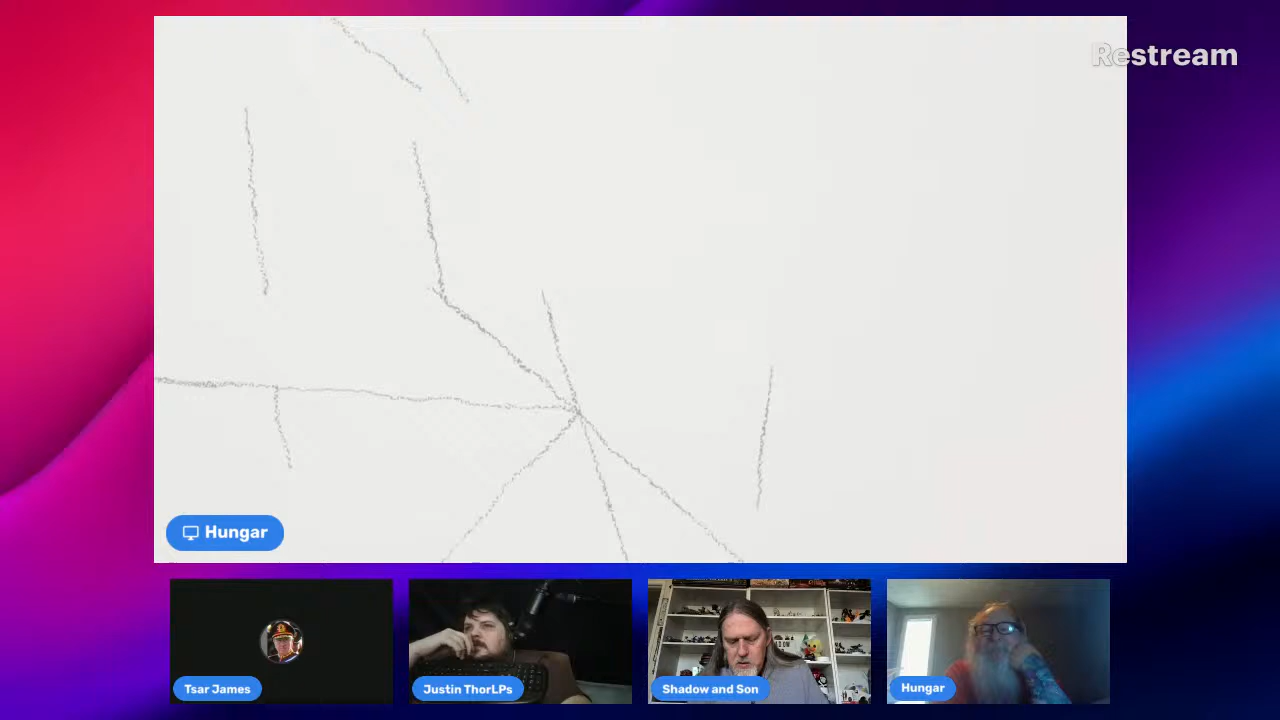 Restream
Hungar
Tsar James
Justin ThorLPs
Shadow and Son
Hungar